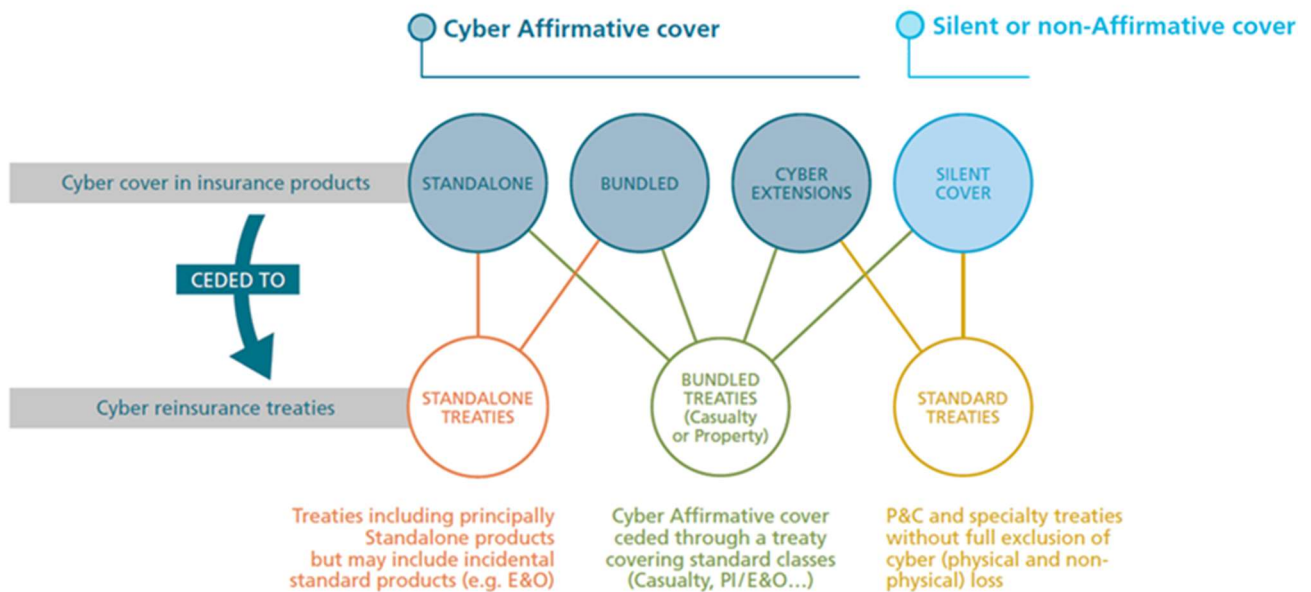 Cyber Affirmative cover
Silent or non-Affirmative cover
Cyber cover in insurance products
STANDALONE
BUNDLED
CYBER
EXTENSIONS
SILENT
COVER
CEDED TO
Cyber reinsurance treaties
STANDALONE
TREATIES
BUNDLED
TREATIES
(Casualty
or Property)
STANDARD
TREATIES
Treaties including principally
Standalone products
but may include incidental
standard products (e.g. E&O)
Cyber Affirmative cover
ceded through a treaty
covering standard classes
(Casualty, PI/E&O...)
P&C and specialty treaties
without full exclusion of
cyber (physical and non-
physical) loss